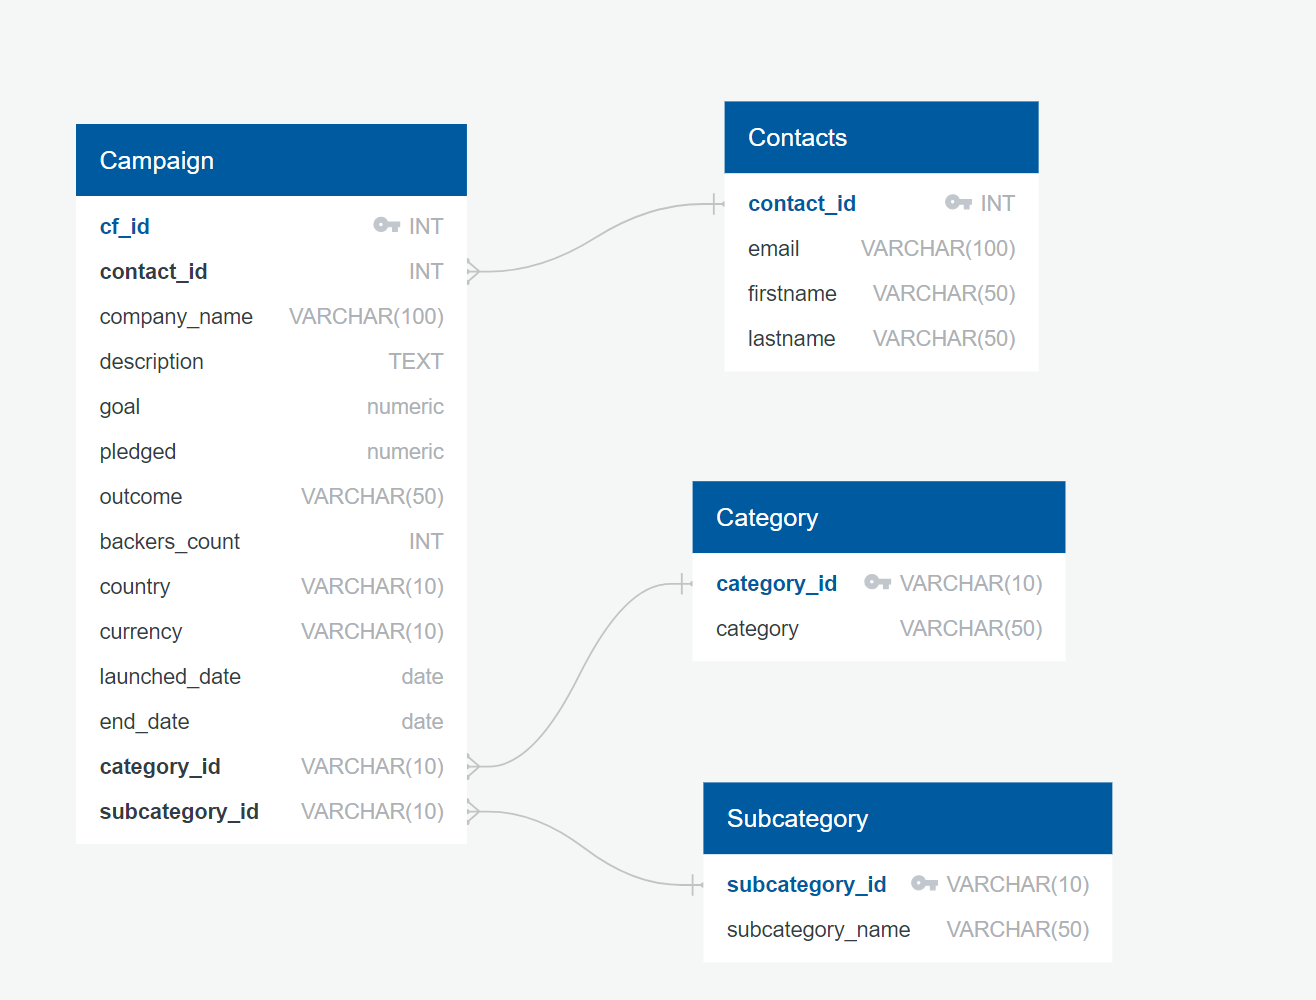 Campaign
cf_id INT
contact_id INT
company_name VARCHAR(100)
description TEXT
goal numeric
pledged numeric
outcome VARCHAR(50)
backers_count INT
country VARCHAR(10)
currency VARCHAR(10)
launched_date date
end_date date
category_id VARCHAR(10)
subcategory_id VARCHAR(10)
Contacts
contact_id INT
email VARCHAR(100)
firstname VARCHAR(50)
lastname VARCHAR(50)
Category
category_id VARCHAR(10)
category VARCHAR(50)
Subcategory
subcategory_id VARCHAR(10)
subcategory_name VARCHAR(50)